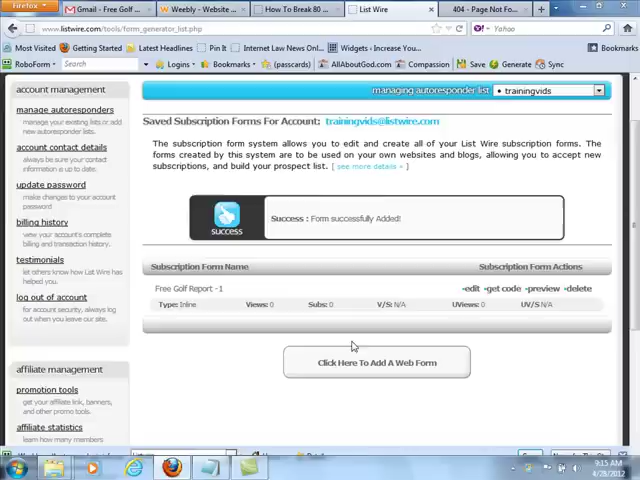 Firefox
Gmail - Free Golf ...
Weebly - Website ...
How To Break 80 ...
List Wire
404 - Page Not Fo...
www.listwire.com/tools/form_generator_list.php
Yahoo
Most Visited
Getting Started
Latest Headlines
Pin It
Internet Law News Onl...
Widgets - Increase You...
Bookmarks
RoboForm
Search
Logins
Bookmarks
(passcards)
AllAboutGod.com
Compassion
Save
Generate
Sync
account management
managing autoresponder list
• trainingvids
manage autoresponders
manage your existing lists or add
new autoresponders.
account contact details
always be sure your contact
information is up to date.
update password
make changes to your account
password.
billing history
view your account's complete
billing and transaction history.
testimonials
let others know how List Wire has
helped you.
log out of account
for account security, always log
out when you leave our site.
Saved Subscription Forms For Account: trainingvids@listwire.com
The subscription form system allows you to edit and create all of your List Wire subscription forms. The
forms created by this system are to be used on your own websites and blogs, allowing you to accept new
subscriptions, and build your prospect list. [ see more details » ]
success
Success : Form successfully Added!
Subscription Form Name
Subscription Form Actions
Free Golf Report -1
•edit •get code •preview •delete
Type: Inline
Views: 0
Subs: 0
V/S: N/A
UViews: 0
UV/S N/A
Click Here To Add A Web Form
affiliate management
promotion tools
get your affiliate link, banners,
and other promo tools.
affiliate statistics
learn how many members
9:15 AM
4/28/2012